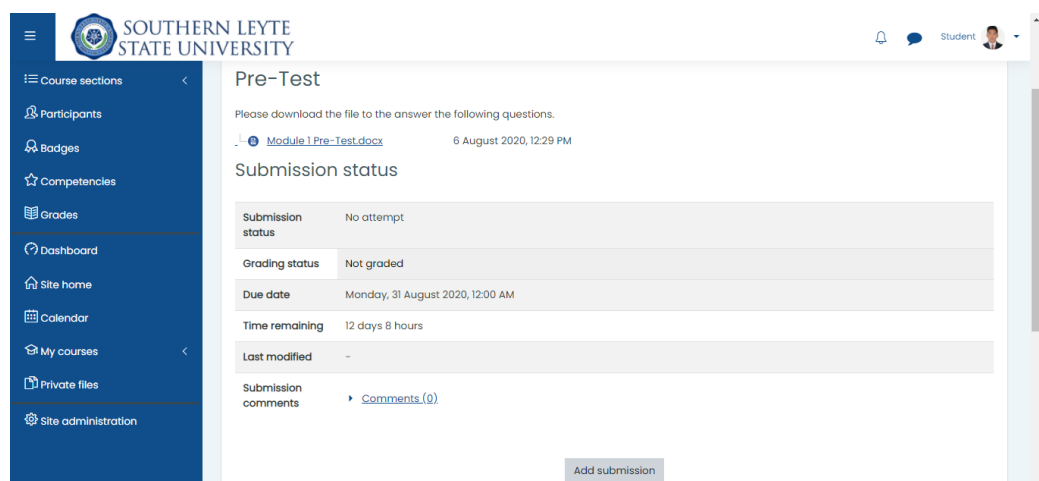 SOUTHERN LEYTE
STATE UNIVERSITY
Student
Course sections
Participants
Badges
Competencies
Grades
Dashboard
Site home
Calendar
My courses
Private files
Site administration
Pre-Test
Please download the file to the answer the following questions.
Module 1 Pre-Test.docx 6 August 2020, 12:29 PM
Submission status
Submission
status
No attempt
Grading status Not graded
Due date Monday, 31 August 2020, 12:00 AM
Time remaining 12 days 8 hours
Last modified -
Submission
comments
Comments (0)
Add submission